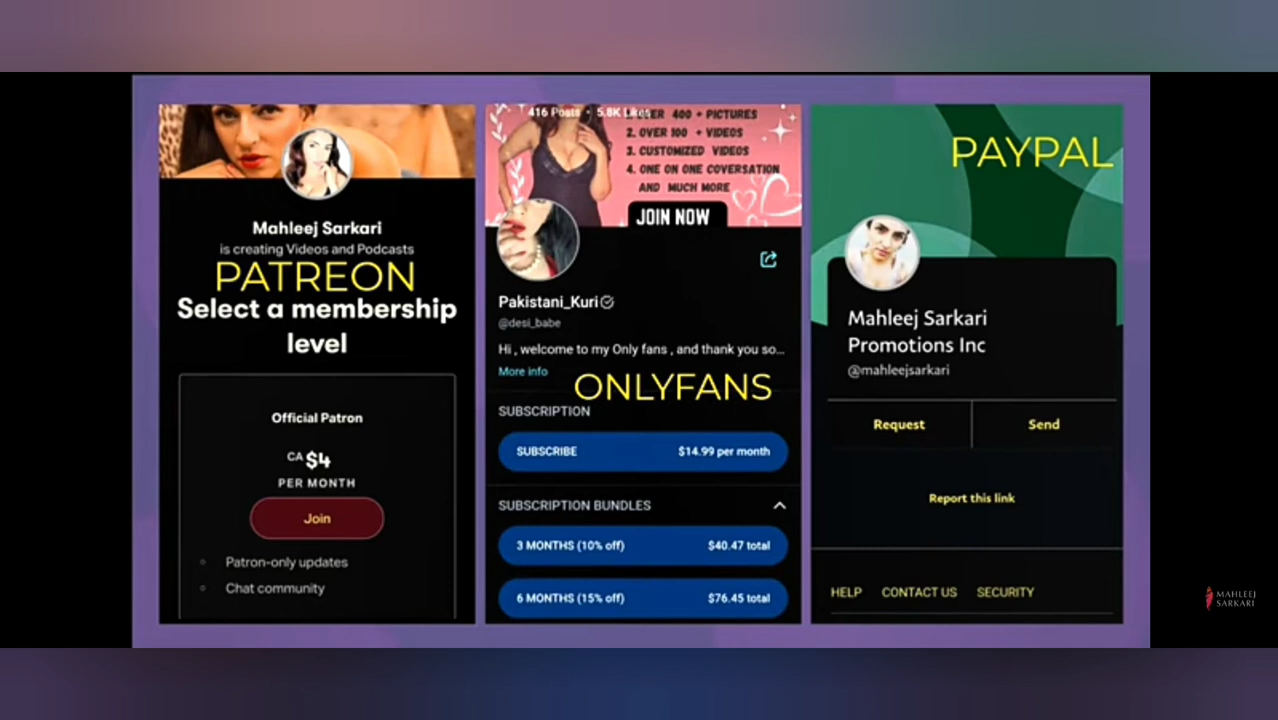 Mahleej Sarkari
is creating Videos and Podcasts
PATREON
Select a membership
level
Official Patron
CA $4
PER MONTH
Join
Patron-only updates
Chat community
416 Posts • 5.8K Likes
OVER 400 + PICTURES
2. OVER 100 + VIDEOS
3. CUSTOMIZED VIDEOS
4. ONE ON ONE COVERSATION
AND MUCH MORE
JOIN NOW
Pakistani_Kuri
@desi_babe
Hi , welcome to my Only fans , and thank you so...
More info
ONLYFANS
SUBSCRIPTION
SUBSCRIBE $14.99 per month
SUBSCRIPTION BUNDLES
3 MONTHS (10% off) $40.47 total
6 MONTHS (15% off) $76.45 total
PAYPAL
Mahleej Sarkari
Promotions Inc
@mahleejsarkari
Request Send
Report this link
HELP CONTACT US SECURITY
MAHLEEJ
SARKARI